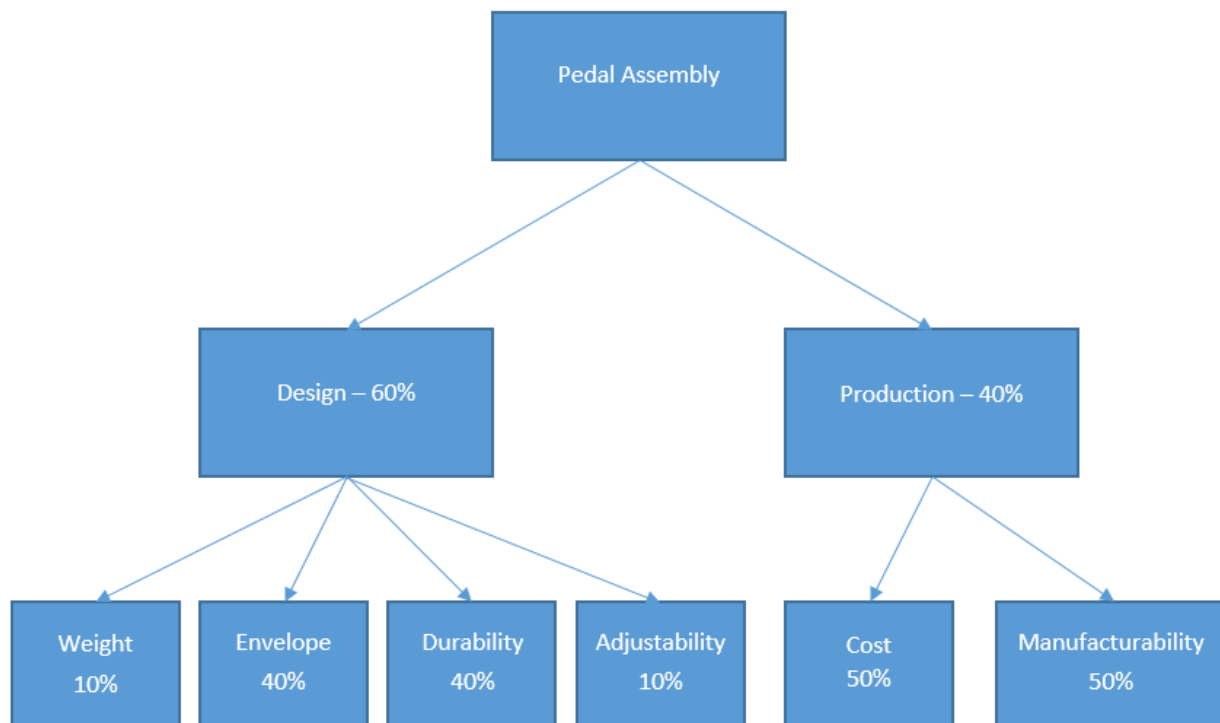 Pedal Assembly
Design – 60%
Production – 40%
Weight
10%
Envelope
40%
Durability
40%
Adjustability
10%
Cost
50%
Manufacturability
50%